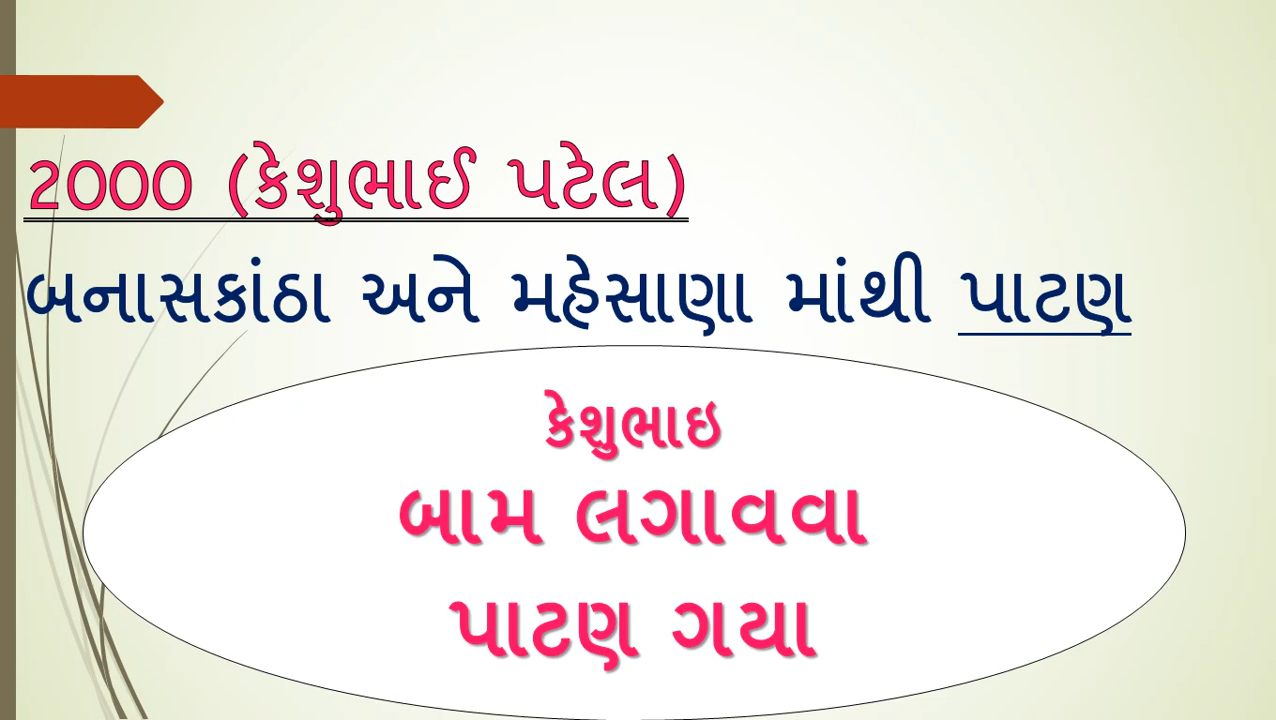 2000 (કેશુભાઈ પટેલ)
બનાસકાંઠા અને મહેસાણા માંથી પાટણ
કેશુભાઇ
બામ લગાવવા
પાટણ ગયા